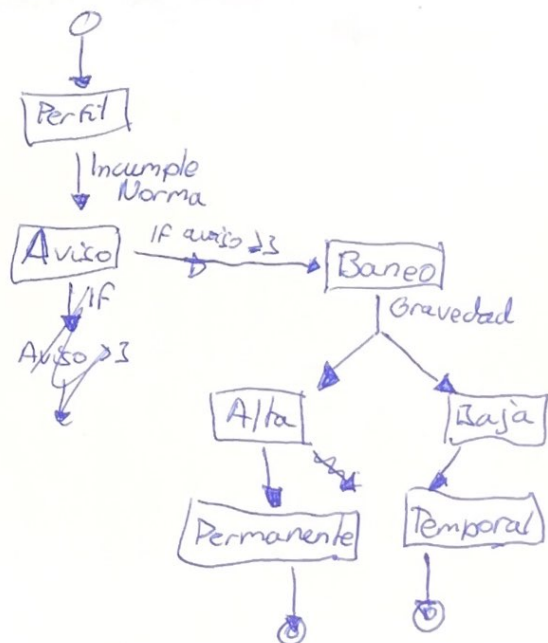 Perfil
Incumple
Norma
Aviso
If aviso ≥3
Baneo
Gravedad
If
Aviso ≥3
Alta
Baja
Permanente
Temporal